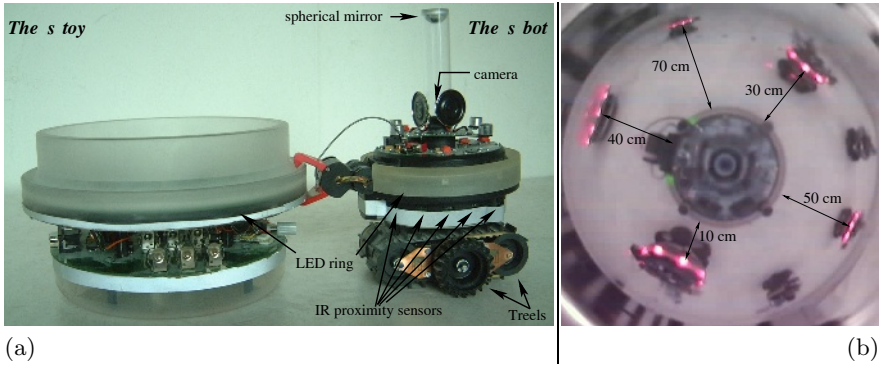 The s toy
spherical mirror
The s bot
camera
LED ring
IR proximity sensors
Treels
(a)
70 cm
30 cm
40 cm
50 cm
10 cm
(b)